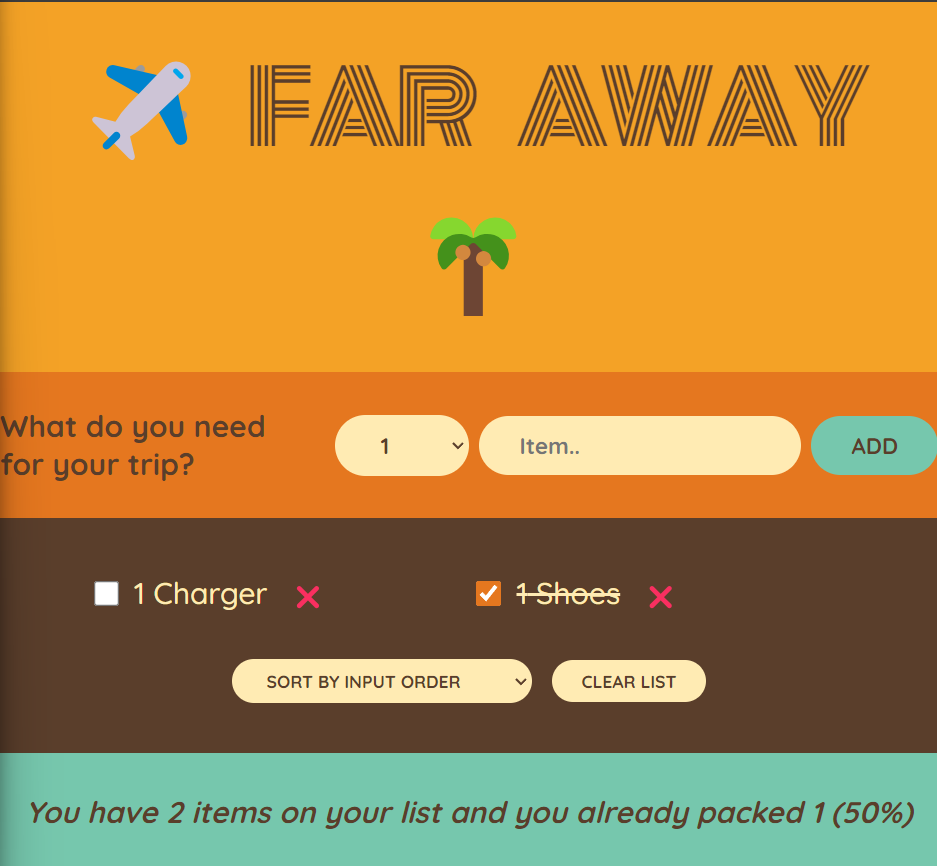 FAR AWAY
What do you need
for your trip?
1
Item..
ADD
1 Charger
1 Shoes
SORT BY INPUT ORDER
CLEAR LIST
You have 2 items on your list and you already packed 1 (50%)